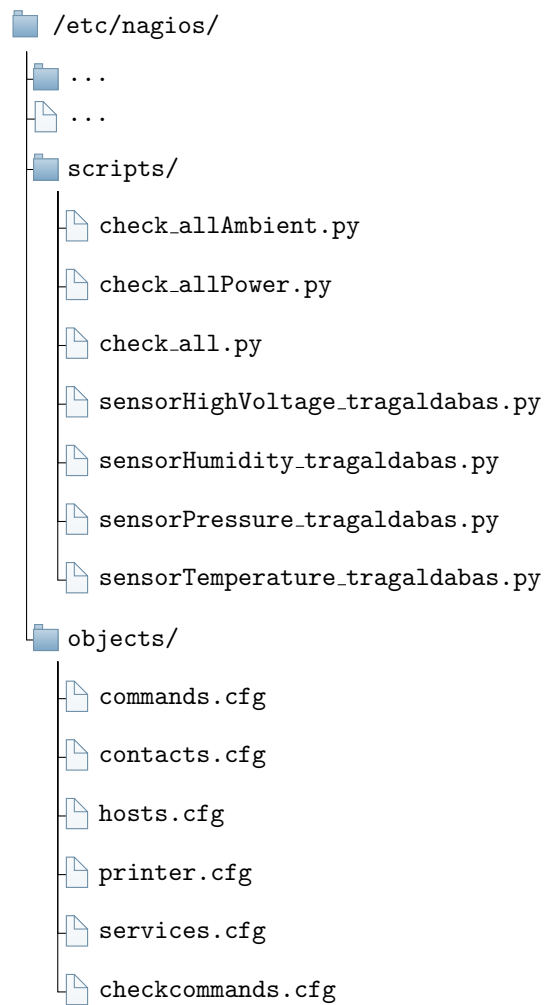 /etc/nagios/
...
...
scripts/
check_allAmbient.py
check_allPower.py
check_all.py
sensorHighVoltage_tragaldabas.py
sensorHumidity_tragaldabas.py
sensorPressure_tragaldabas.py
sensorTemperature_tragaldabas.py
objects/
commands.cfg
contacts.cfg
hosts.cfg
printer.cfg
services.cfg
checkcommands.cfg